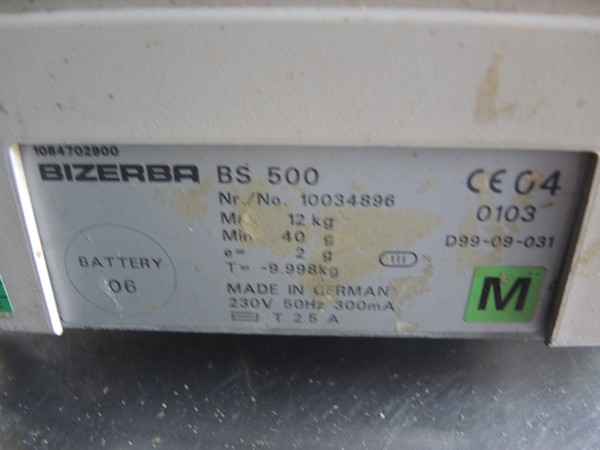 1084702900
BIZERBA BS 500
Nr./No. 10034896
12 kg
Min 40 g
e= 2 g
T= -9.998kg
MADE IN GERMANY
230V 50Hz 300mA
T 2.5 A
BATTERY
06
III
CE 04
0103
D99-09-031
M